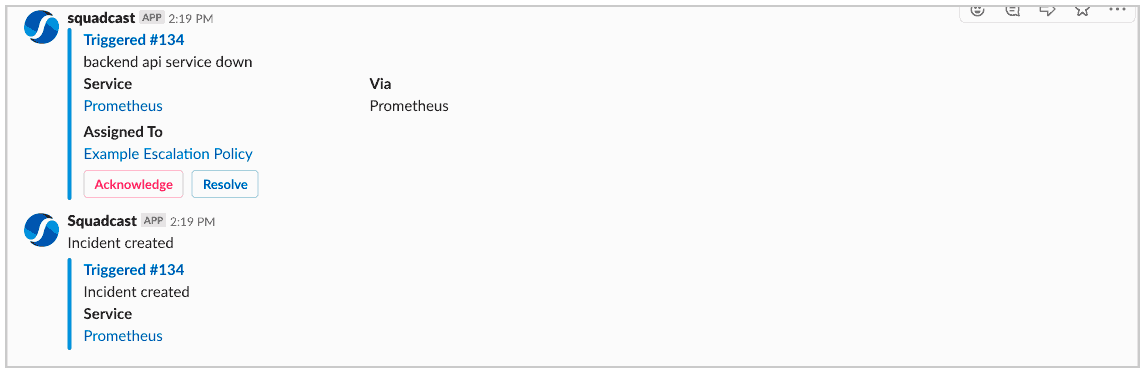 squadcast APP 2:19 PM
Triggered #134
backend api service down
Service Via
Prometheus Prometheus
Assigned To
Example Escalation Policy
Acknowledge Resolve
Squadcast APP 2:19 PM
Incident created
Triggered #134
Incident created
Service
Prometheus